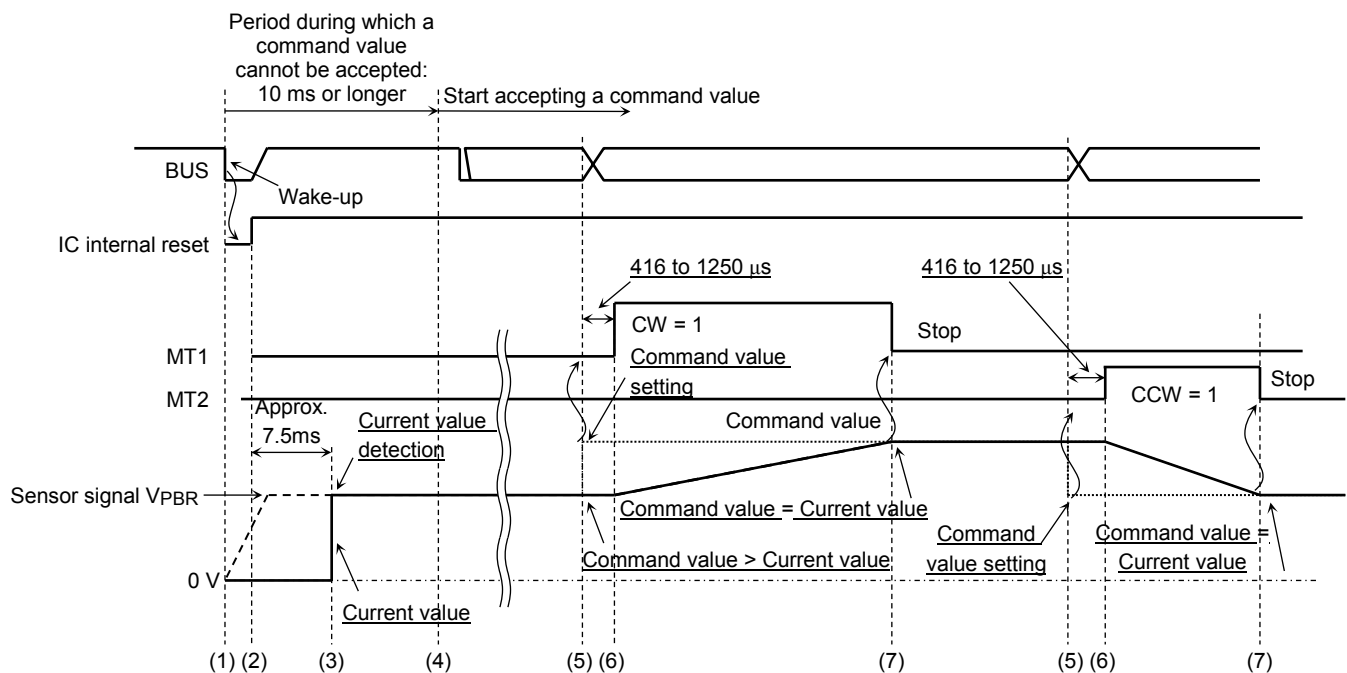 Period during which a
command value
cannot be accepted:
10 ms or longer
Start accepting a command value
BUS
Wake-up
IC internal reset
416 to 1250 μs
416 to 1250 μs
CW = 1
Stop
MT1
Command value
setting
CCW = 1
Stop
MT2
Approx.
7.5ms
Current value
detection
Command value
Sensor signal VPBR
Command value = Current value
Command
value setting
Command value =
Current value
Command value > Current value
0 V
Current value
(1) (2) (3) (4) (5) (6) (7) (5) (6) (7)